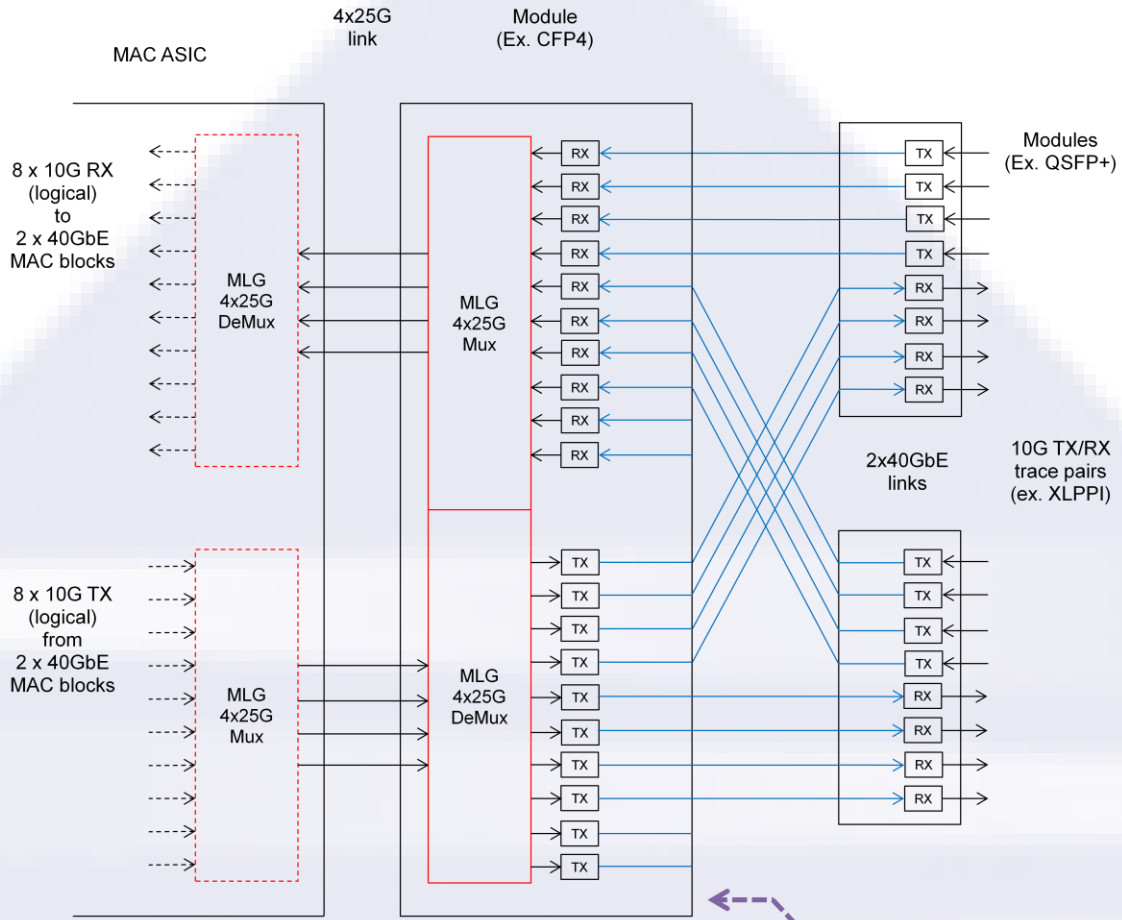 MAC ASIC
4x25G
link
Module
(Ex. CFP4)
8 x 10G RX
(logical)
to
2 x 40GbE
MAC blocks
MLG
4x25G
DeMux
MLG
4x25G
Mux
RX
RX
RX
RX
RX
RX
RX
RX
RX
RX
TX
TX
TX
TX
RX
RX
RX
RX
Modules
(Ex. QSFP+)
2x40GbE
links
10G TX/RX
trace pairs
(ex. XLPPI)
8 x 10G TX
(logical)
from
2 x 40GbE
MAC blocks
MLG
4x25G
Mux
MLG
4x25G
DeMux
TX
TX
TX
TX
TX
TX
TX
TX
TX
TX
TX
TX
TX
TX
RX
RX
RX
RX